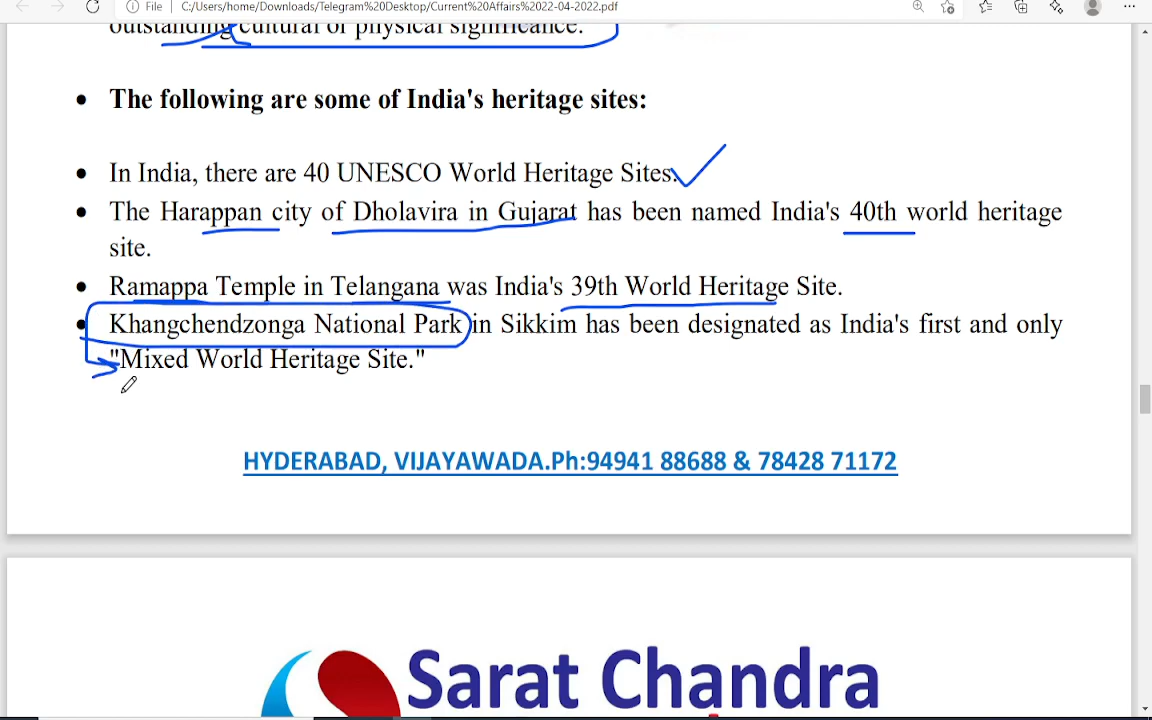 File
C:/Users/home/Downloads/Telegram%20Desktop/Current%20Affairs%2022-04-2022.pdf
outstanding cultural or physical significance.
• The following are some of India's heritage sites:
• In India, there are 40 UNESCO World Heritage Sites.
• The Harappan city of Dholavira in Gujarat has been named India's 40th world heritage
site.
• Ramappa Temple in Telangana was India's 39th World Heritage Site.
• Khangchendzonga National Park in Sikkim has been designated as India's first and only
"Mixed World Heritage Site."
HYDERABAD, VIJAYAWADA.Ph:94941 88688 & 78428 71172
Sarat Chandra